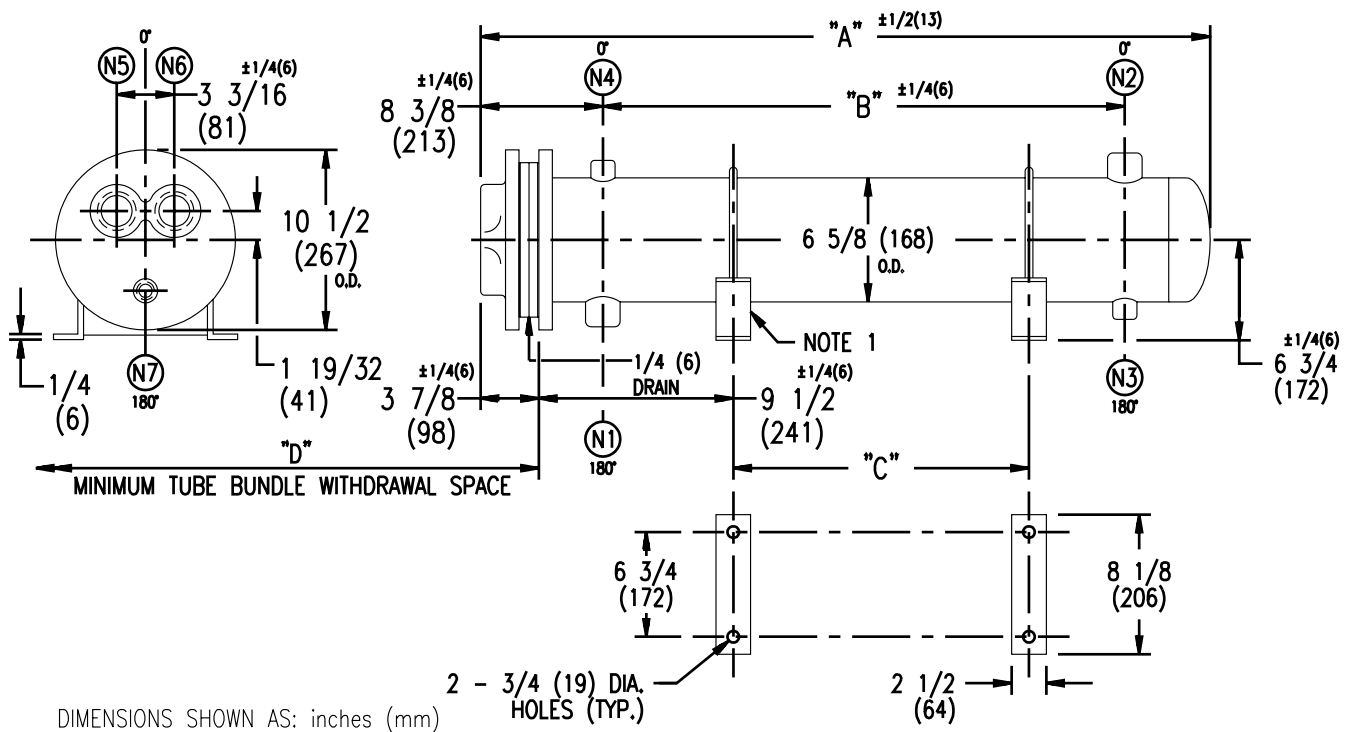 "A" ±1/2(13)
0° 0° 0°
N5 N6 N4 N2
±1/4(6)
3 3/16
(81)
±1/4(6)
8 3/8
(213)
"B" ±1/4(6)
10 1/2
(267)
O.D.
6 5/8 (168)
O.D.
NOTE 1
±1/4(6)
6 3/4
(172)
1/4
(6)
N7
180°
1 19/32
(41)
±1/4(6)
3 7/8
(98)
1/4 (6)
DRAIN
±1/4(6)
9 1/2
(241)
N1
180°
N3
180°
"D"
MINIMUM TUBE BUNDLE WITHDRAWAL SPACE
"C"
6 3/4
(172)
8 1/8
(206)
2 - 3/4 (19) DIA.
HOLES (TYP.)
2 1/2
(64)
DIMENSIONS SHOWN AS: inches (mm)